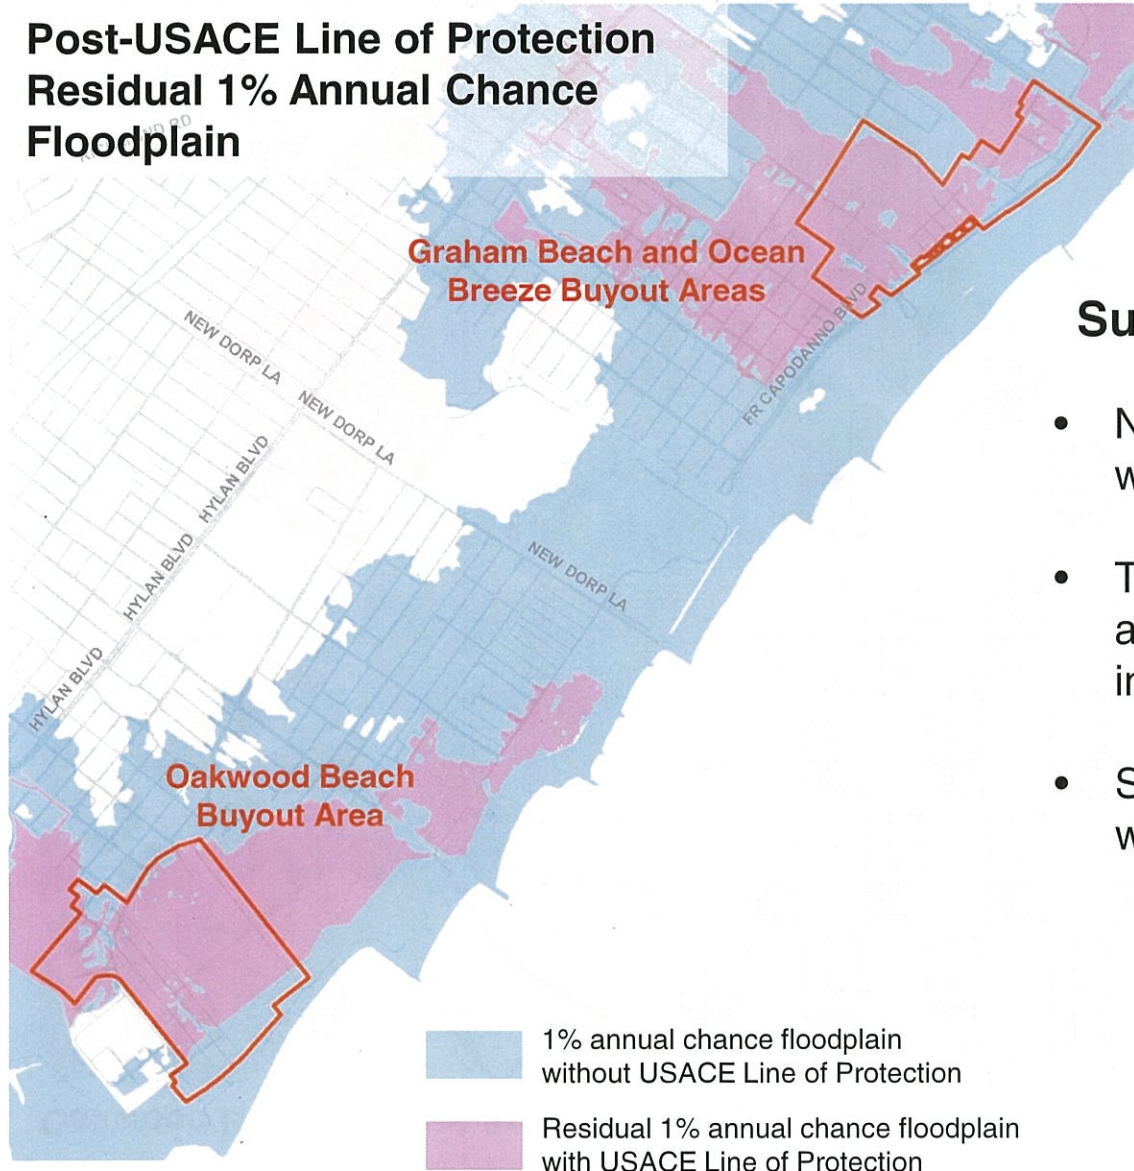 Post-USACE Line of Protection
Residual 1% Annual Chance
Floodplain
RD
Graham Beach and Ocean
Breeze Buyout Areas
Su
NEW DORP LA
NEW DORP LA
FR CAPODANNO BLVD
N
w
HYLAN BLVD
HYLAN BLVD
NEW DORP LA
T
a
in
HYLAN BLVD
Oakwood Beach
Buyout Area
S
w
1% annual chance floodplain
without USACE Line of Protection
Residual 1% annual chance floodplain
with USACE Line of Protection